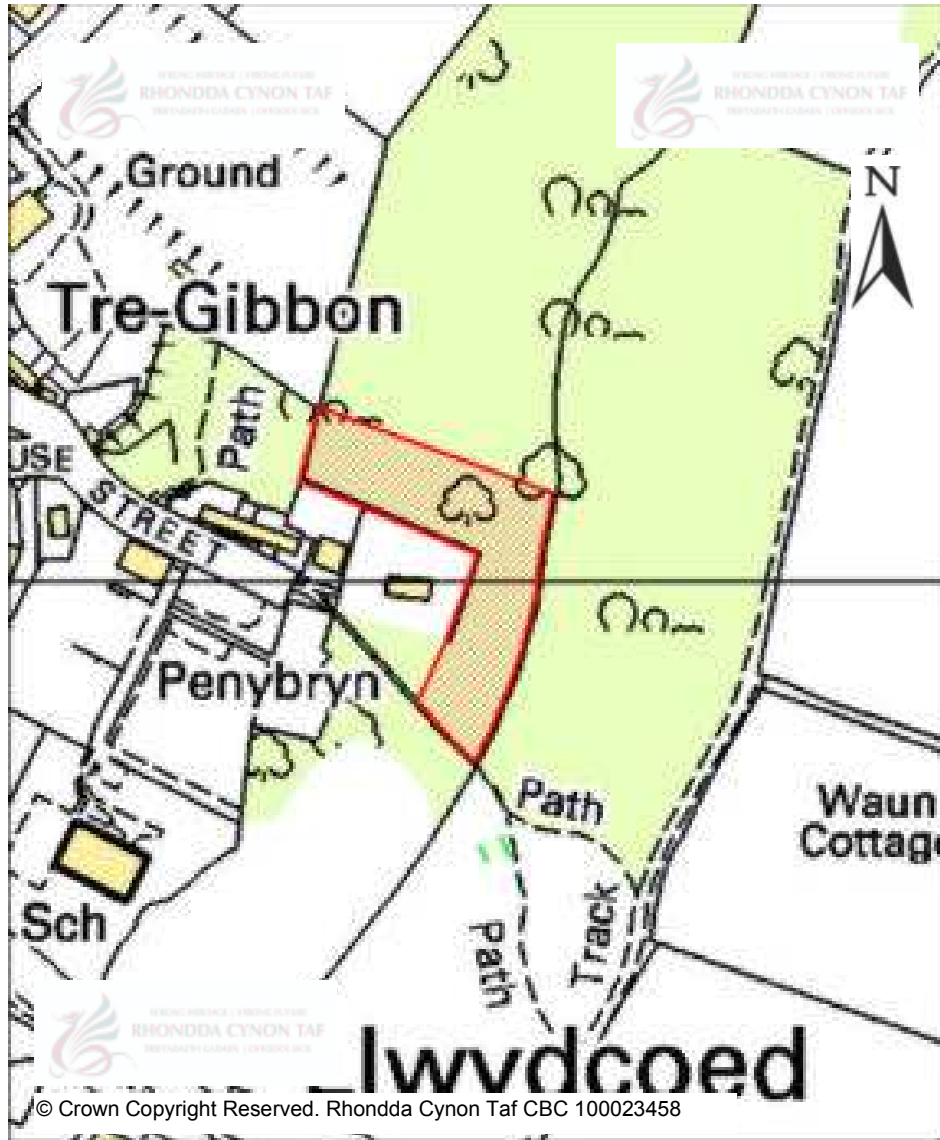 RHONDDA CYNON TAF
RHONDDA CYNON TAF
N
Ground
Tre-Gibbon
Path
USE
STREET
Penybryn
Path
Waun
Cottage
Sch
Path
Track
RHONDDA CYNON TAF
Llwydcoed
© Crown Copyright Reserved. Rhondda Cynon Taf CBC 100023458